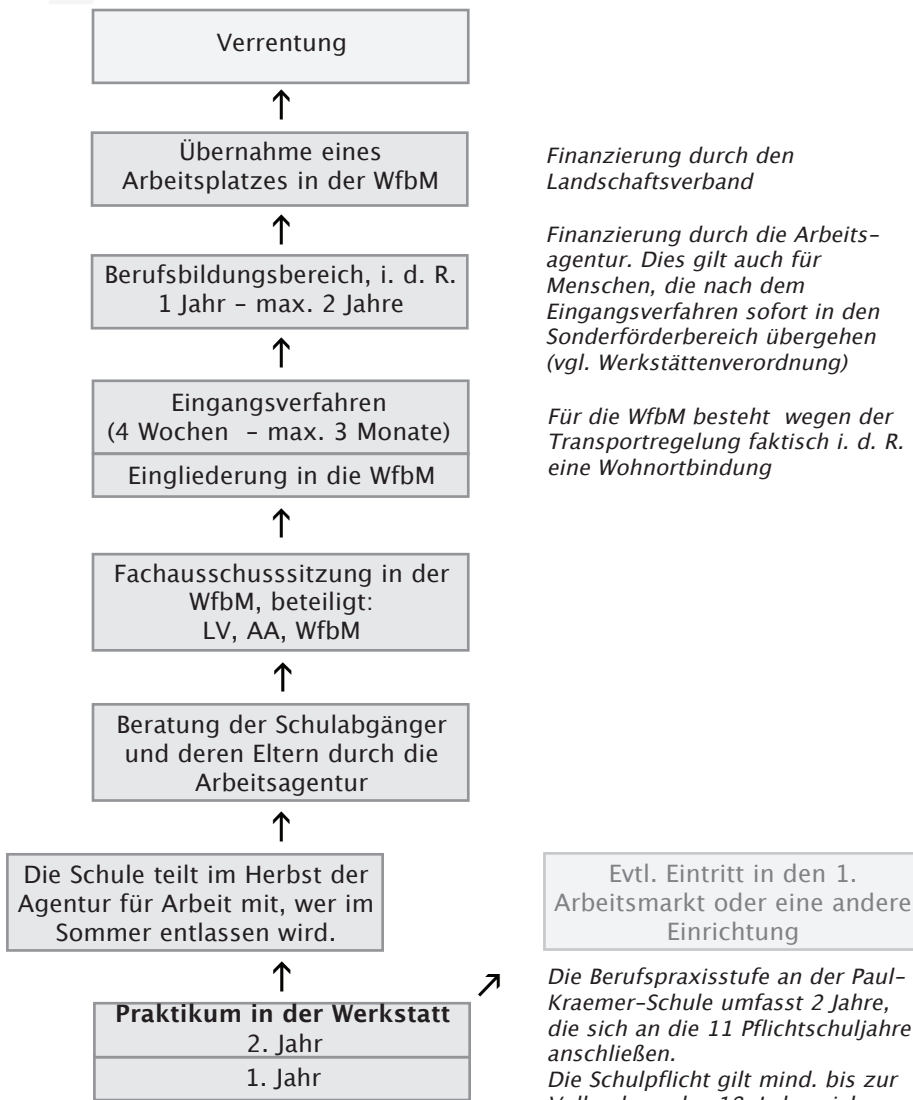 Verrentung
↑
Übernahme eines
Arbeitsplatzes in der WfbM
Finanzierung durch den
Landschaftsverband
↑
Berufsbildungsbereich, i. d. R.
1 Jahr – max. 2 Jahre
Finanzierung durch die Arbeits-
agentur. Dies gilt auch für
Menschen, die nach dem
Eingangsverfahren sofort in den
Sonderförderbereich übergehen
(vgl. Werkstättenverordnung)
↑
Eingangsverfahren
(4 Wochen – max. 3 Monate)
Eingliederung in die WfbM
Für die WfbM besteht wegen der
Transportregelung faktisch i. d. R.
eine Wohnortbindung
↑
Fachausschusssitzung in der
WfbM, beteiligt:
LV, AA, WfbM
↑
Beratung der Schulabgänger
und deren Eltern durch die
Arbeitsagentur
↑
Die Schule teilt im Herbst der
Agentur für Arbeit mit, wer im
Sommer entlassen wird.
Evtl. Eintritt in den 1.
Arbeitsmarkt oder eine andere
Einrichtung
↑ ↗
Praktikum in der Werkstatt
2. Jahr
1. Jahr
Die Berufspraxisstufe an der Paul-
Kraemer-Schule umfasst 2 Jahre,
die sich an die 11 Pflichtschuljahre
anschließen.
Die Schulpflicht gilt mind. bis zur